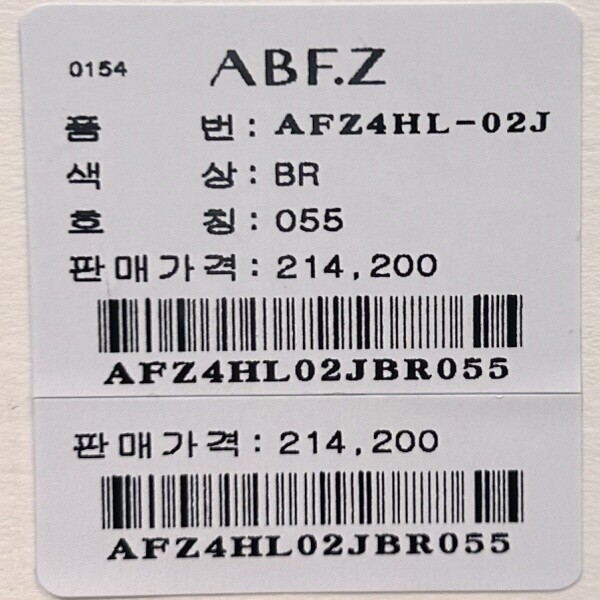 0154 ABF.Z
품 번: AFZ4HL-02J
색 상: BR
호 칭: 055
판매가격: 214,200
AFZ4HL02JBR055
판매가격: 214,200
AFZ4HL02JBR055